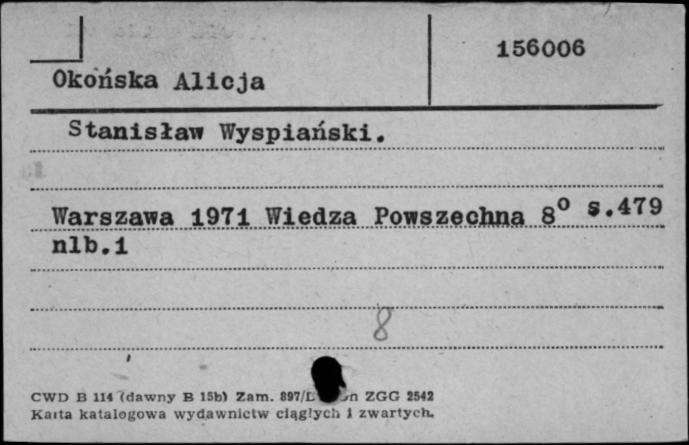 156006
Okońska Alicja
Stanisław Wyspiański.
Warszawa 1971 Wiedza Powszechna 8° s.479
nlb.1
8
CWD B 114 (dawny B 15b) Zam. 897/ ZGG 2542
Karta katalogowa wydawnictw ciągłych i zwartych.